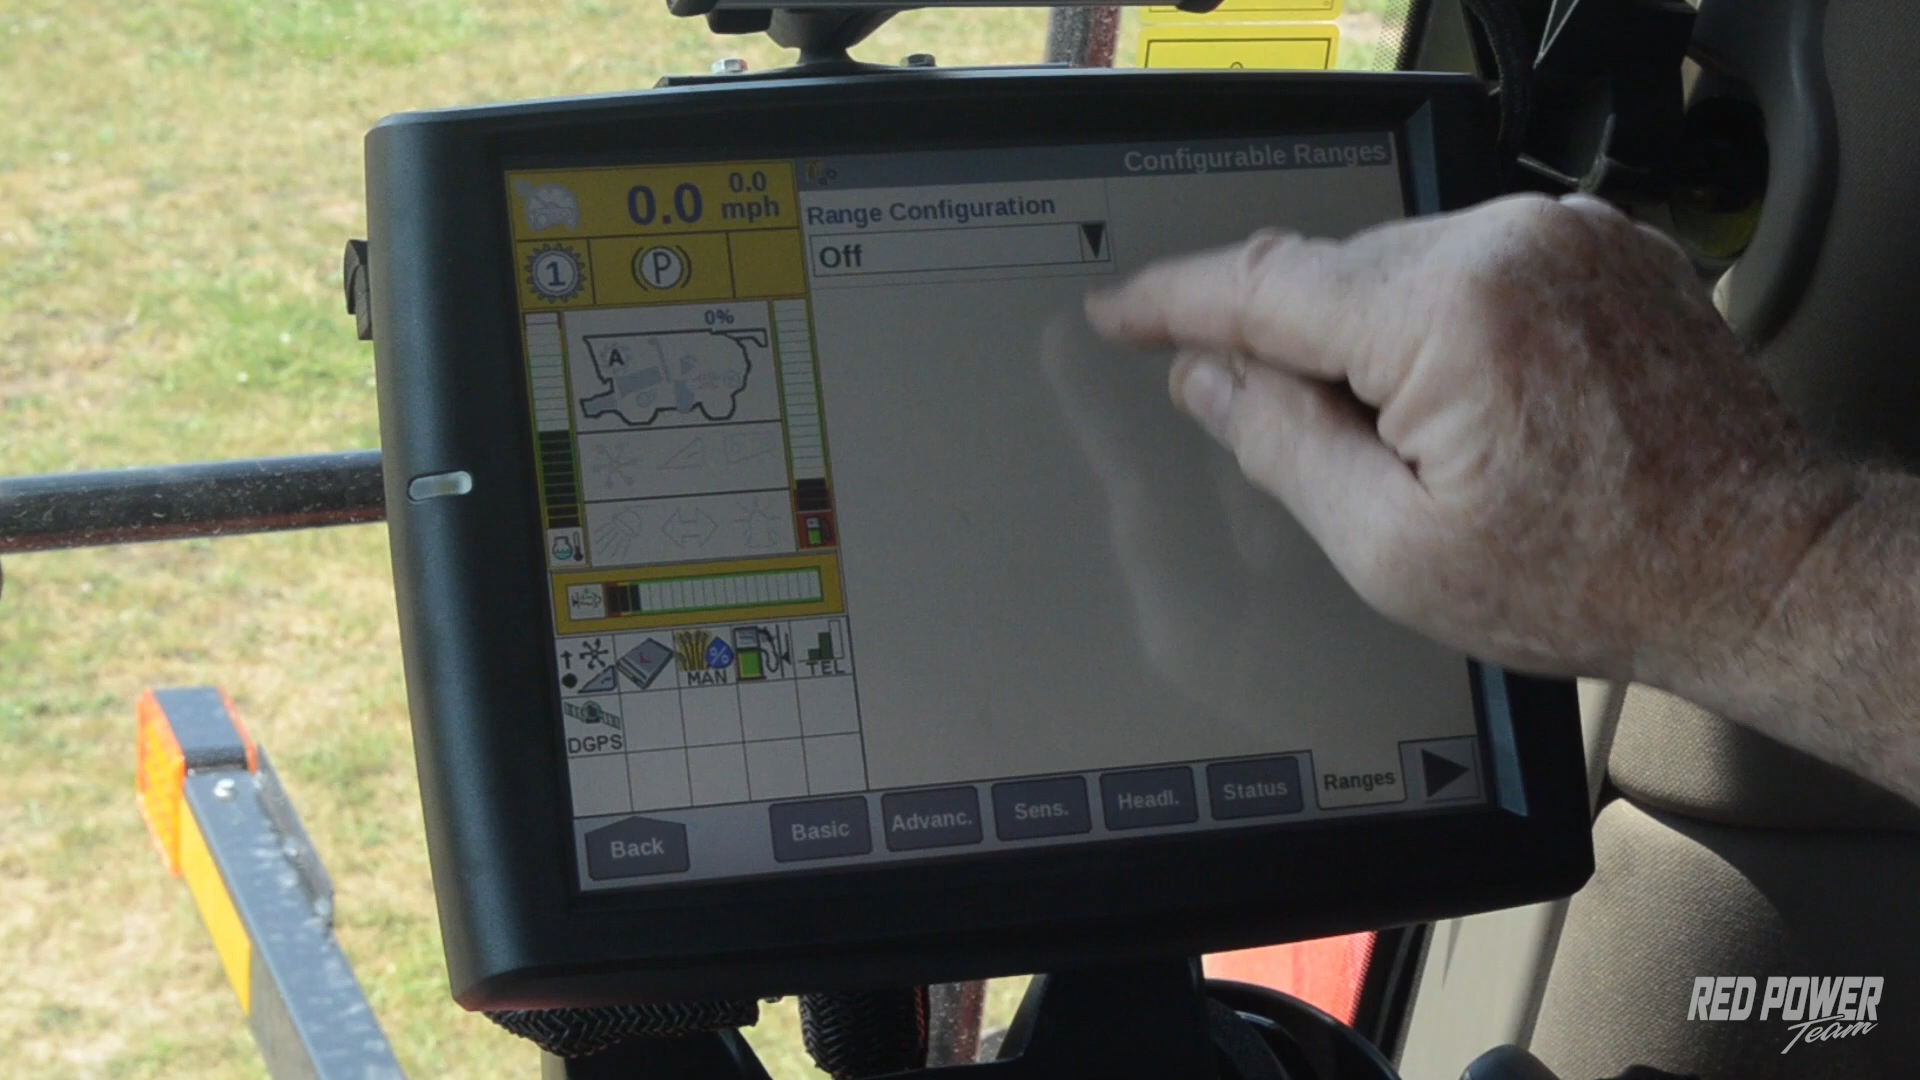 Configurable Ranges
0.0 0.0 mph
Range Configuration
Off
1 P
0%
A
MAN
TEL
DGPS
Back Basic Advanc. Sens. Headl. Status Ranges
RED POWER
Team